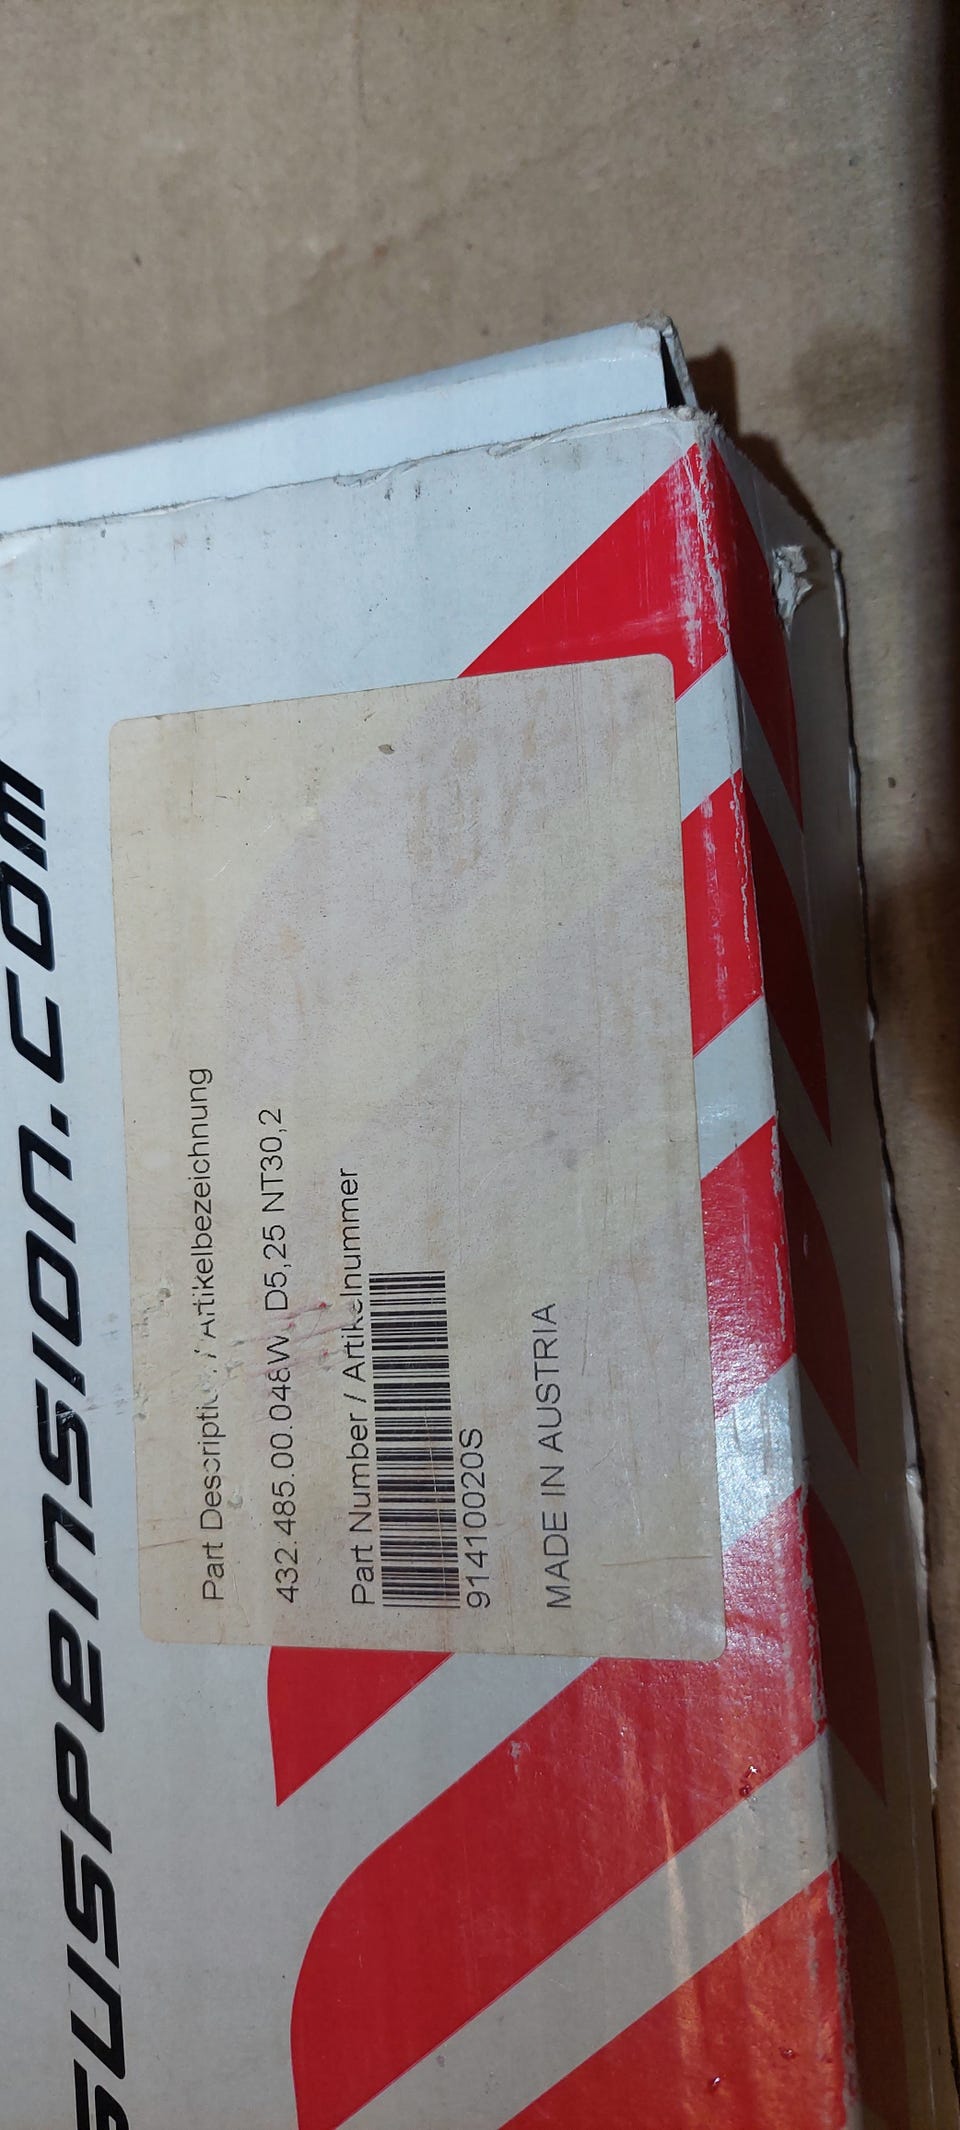 suspension.com
Part Description / Artikelbezeichnung
432.485.00.048W D5,25 NT30,2
Part Number / Artikelnummer
914100020S
MADE IN AUSTRIA